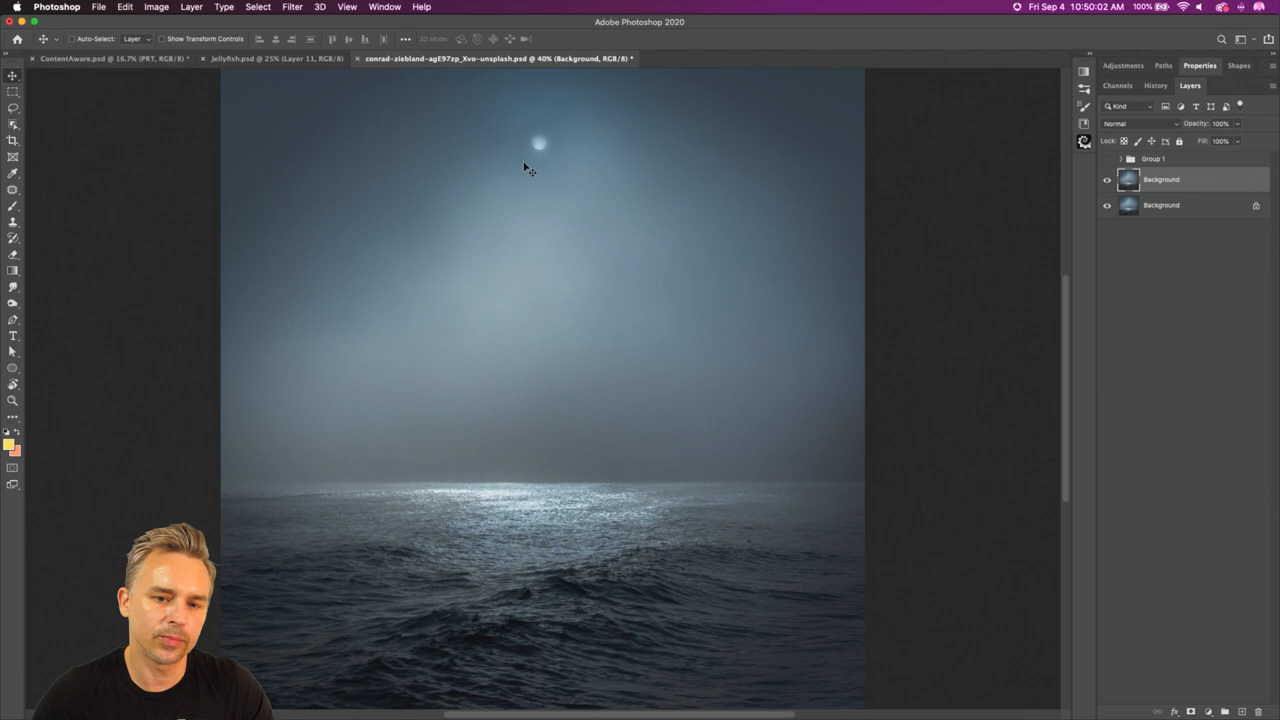 Photoshop File Edit Image Layer Type Select Filter 3D View Window Help Fri Sep 4 10:50:02 AM 100%
Adobe Photoshop 2020
Auto-Select: Layer Show Transform Controls 3D Mode:
ContentAware.psd @ 16.7% (PRT, RGB/8) * Jellyfish.psd @ 25% (Layer 11, RGB/8) conrad-ziebland-agE97zp_Xvo-unsplash.psd @ 40% (Background, RGB/8) *
Adjustments Paths Properties Shapes
Channels History Layers
Kind
Normal Opacity: 100%
Lock: Fill: 100%
Group 1
Background
Background